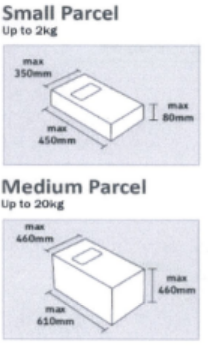 Small Parcel
Up to 2kg
max
350mm
max
80mm
max
450mm
Medium Parcel
Up to 20kg
max
460mm
max
460mm
max
610mm